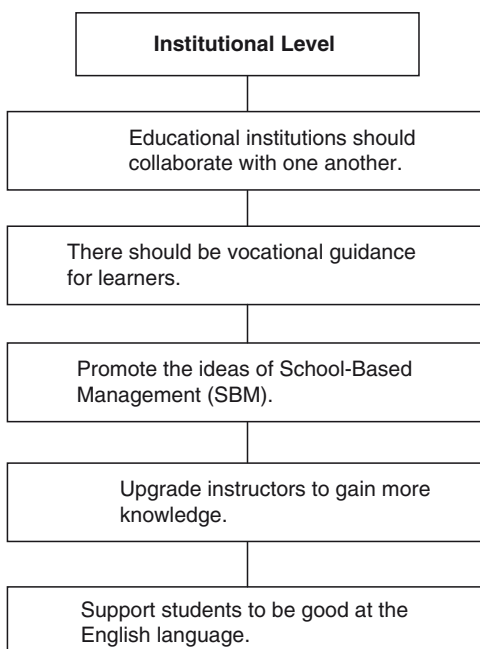 Institutional Level
Educational institutions should
collaborate with one another.
There should be vocational guidance
for learners.
Promote the ideas of School-Based
Management (SBM).
Upgrade instructors to gain more
knowledge.
Support students to be good at the
English language.